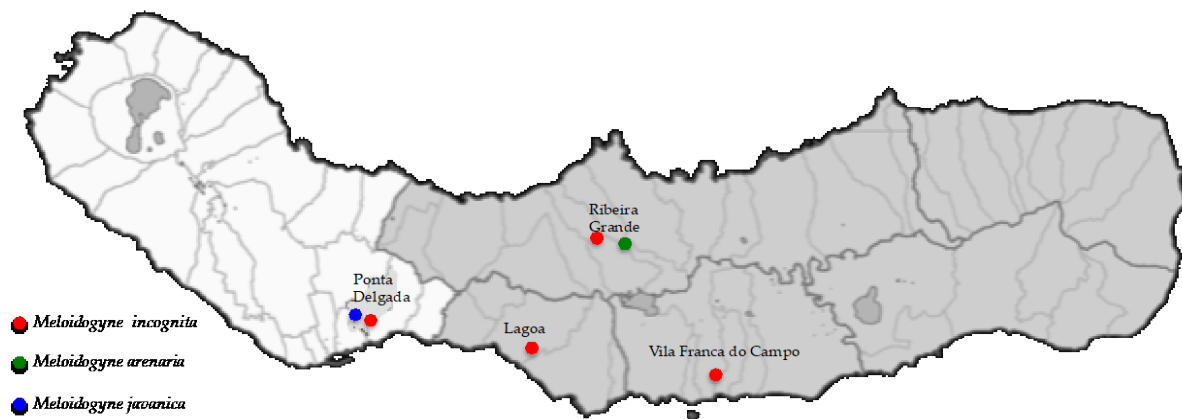 Ribeira
Grande
Ponta
Delgada
Lagoa
Vila Franca do Campo
Meloidogyne incognita
Meloidogyne arenaria
Meloidogyne javanica